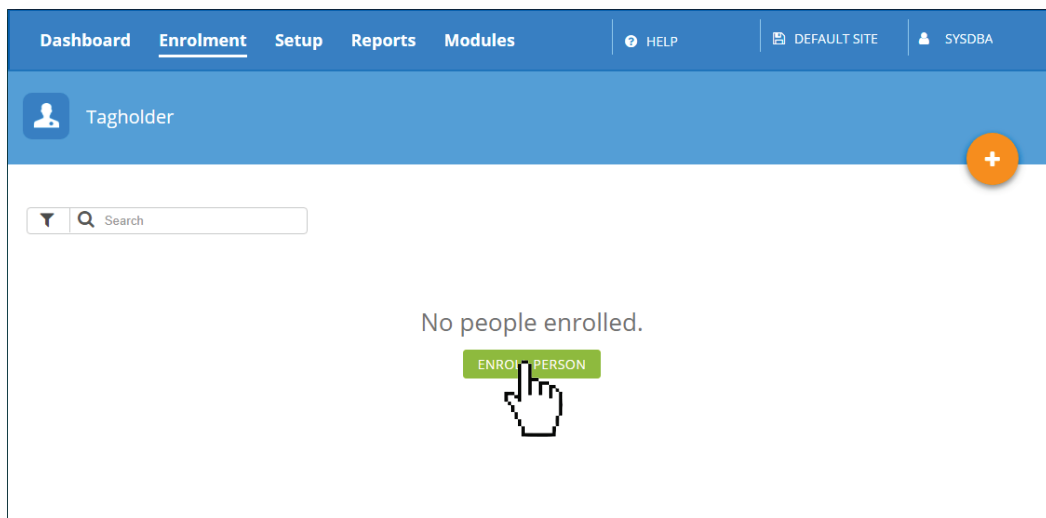 Dashboard Enrolment Setup Reports Modules HELP DEFAULT SITE SYSDBA
Tagholder
Search
No people enrolled.
PERSON